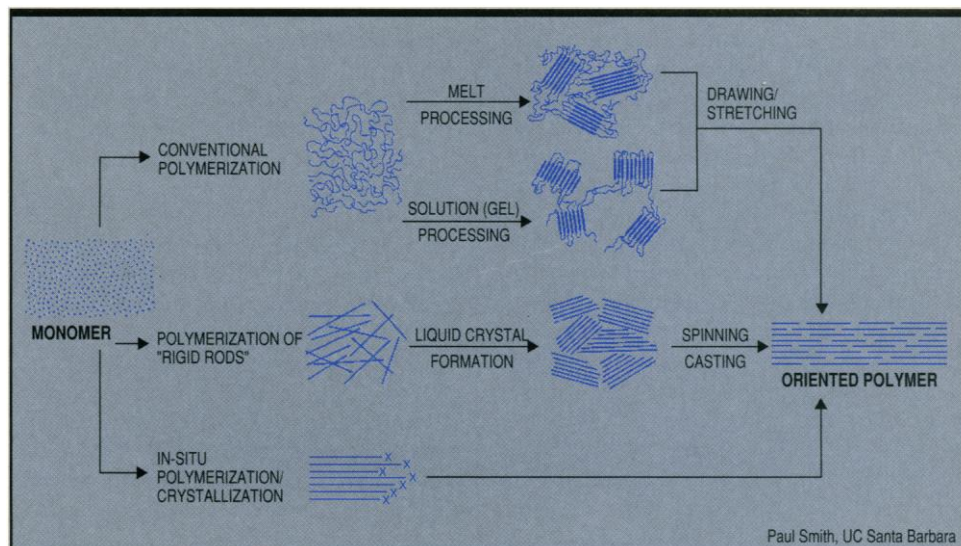 MELT
PROCESSING
DRAWING/
STRETCHING
CONVENTIONAL
POLYMERIZATION
SOLUTION (GEL)
PROCESSING
MONOMER
POLYMERIZATION OF
"RIGID RODS"
LIQUID CRYSTAL
FORMATION
SPINNING
CASTING
ORIENTED POLYMER
IN-SITU
POLYMERIZATION/
CRYSTALLIZATION
X
X
X
X
X
X
X
Paul Smith, UC Santa Barbara